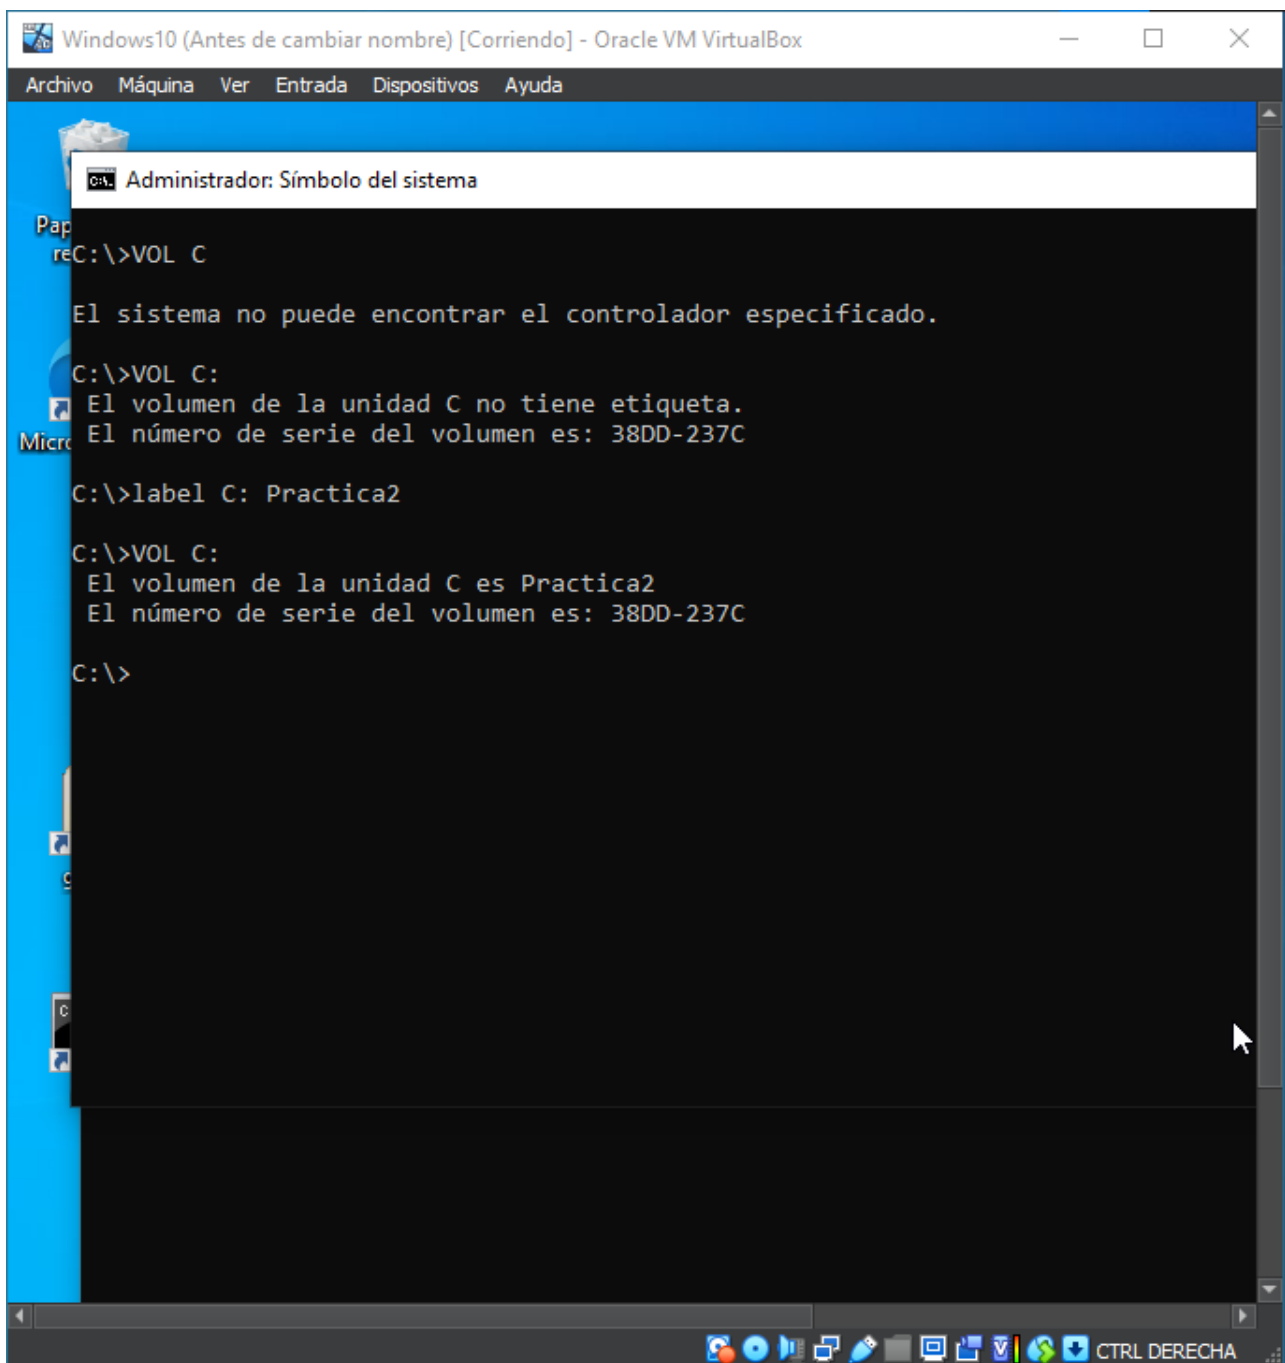 Windows10 (Antes de cambiar nombre) [Corriendo] - Oracle VM VirtualBox
Archivo Máquina Ver Entrada Dispositivos Ayuda
Administrador: Símbolo del sistema
Pap
re
C:\>VOL C
El sistema no puede encontrar el controlador especificado.
C:\>VOL C:
El volumen de la unidad C no tiene etiqueta.
Micro
El número de serie del volumen es: 38DD-237C
C:\>label C: Practica2
C:\>VOL C:
El volumen de la unidad C es Practica2
El número de serie del volumen es: 38DD-237C
C:\>
CTRL DERECHA